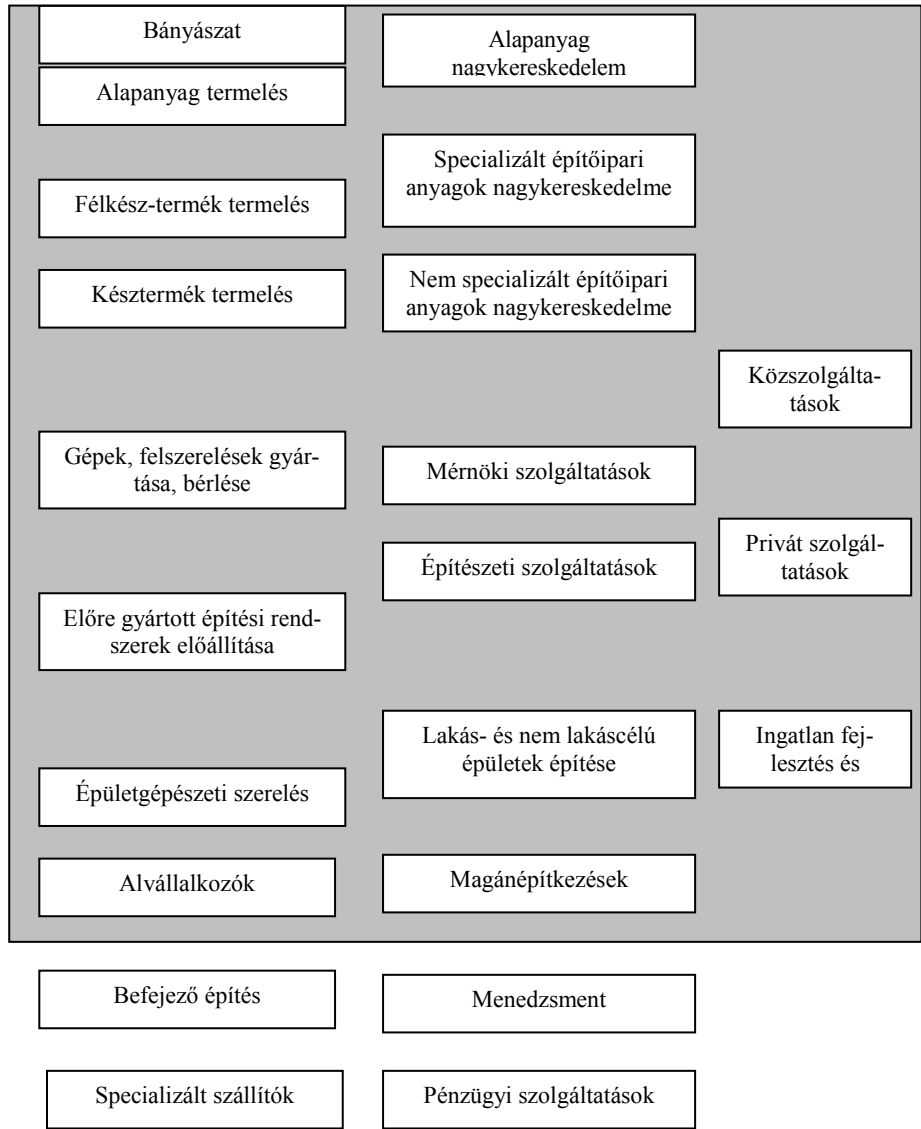 Bányászat
Alapanyag termelés
Félkész-termék termelés
Késztermék termelés
Gépek, felszerelések gyár-
tása, bérlése
Előre gyártott építési rend-
szerek előállítása
Épületgépészeti szerelés
Alvállalkozók
Befejező építés
Specializált szállítók
Alapanyag
nagykereskedelem
Specializált építőipari
anyagok nagykereskedelme
Nem specializált építőipari
anyagok nagykereskedelme
Mérnöki szolgáltatások
Építészeti szolgáltatások
Lakás- és nem lakáscélú
épületek építése
Magánépítkezések
Menedzsment
Pénzügyi szolgáltatások
Közszolgálta-
tások
Privát szolgál-
tatások
Ingatlan fej-
lesztés és